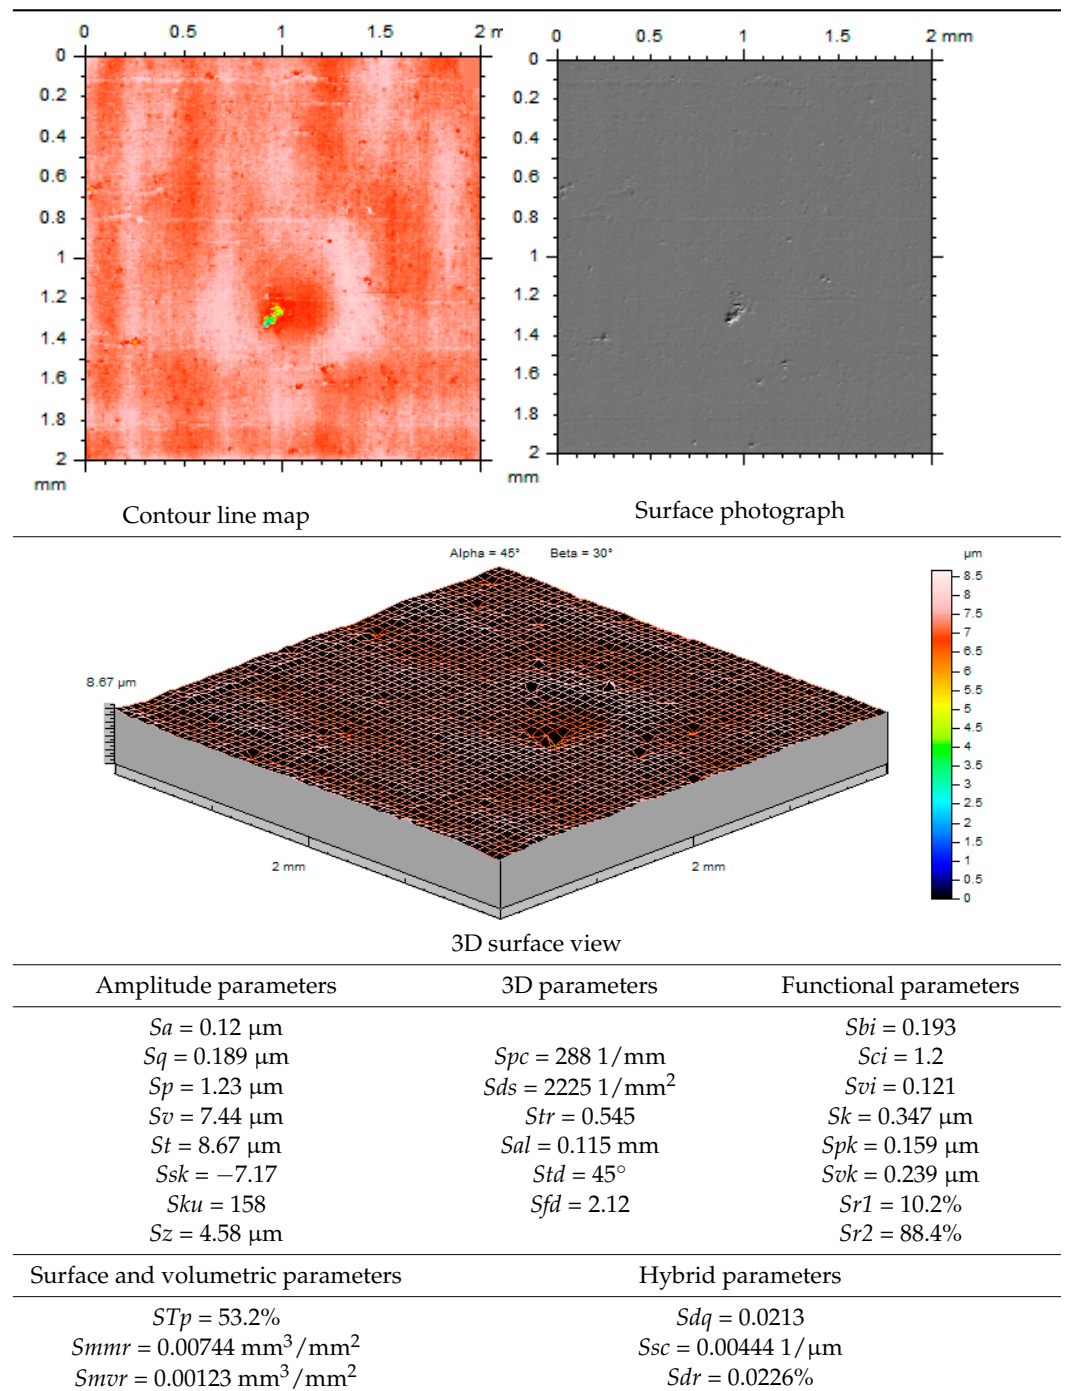 0 0.5 1 1.5 2 m
0
0.2
0.4
0.6
0.8
1
1.2
1.4
1.6
1.8
2
mm
Contour line map
0 0.5 1 1.5 2 mm
0
0.2
0.4
0.6
0.8
1
1.2
1.4
1.6
1.8
2
mm
Surface photograph
Alpha = 45° Beta = 30°
8.67 µm
2 mm
2 mm
µm
8.5
8
7.5
7
6.5
6
5.5
5
4.5
4
3.5
3
2.5
2
1.5
1
0.5
0
3D surface view
Amplitude parameters 3D parameters Functional parameters
Sa = 0.12 µm
Sq = 0.189 µm
Sp = 1.23 µm
Sv = 7.44 µm
St = 8.67 µm
Ssk = −7.17
Sku = 158
Sz = 4.58 µm
Spc = 288 1/mm
Sds = 2225 1/mm²
Str = 0.545
Sal = 0.115 mm
Std = 45°
Sfd = 2.12
Sbi = 0.193
Sci = 1.2
Svi = 0.121
Sk = 0.347 µm
Spk = 0.159 µm
Svk = 0.239 µm
Sr1 = 10.2%
Sr2 = 88.4%
Surface and volumetric parameters Hybrid parameters
STp = 53.2%
Smmr = 0.00744 mm³/mm²
Smvr = 0.00123 mm³/mm²
Sdq = 0.0213
Ssc = 0.00444 1/µm
Sdr = 0.0226%